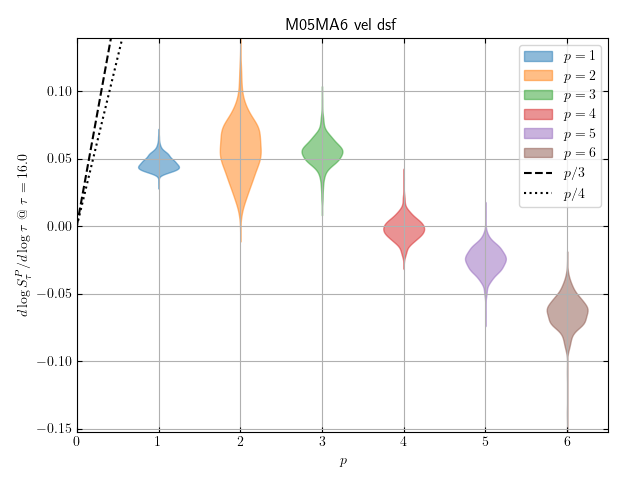 M05MA6 vel dsf
d log S_τ^P / d log τ @ τ = 16.0
0.10
0.05
0.00
−0.05
−0.10
−0.15
0 1 2 3 4 5 6
p
p = 1
p = 2
p = 3
p = 4
p = 5
p = 6
p/3
p/4